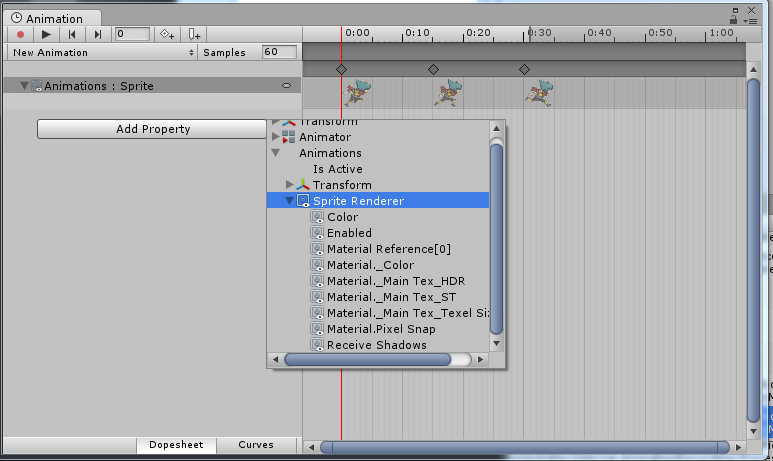 Animation
0
0:00 0:10 0:20 0:30 0:40 0:50 1:00
New Animation Samples 60
Animations : Sprite
Add Property
Transform
Animator
Animations
Is Active
Transform
Sprite Renderer
Color
Enabled
Material Reference[0]
Material._Color
Material._Main Tex_HDR
Material._Main Tex_ST
Material._Main Tex_Texel Si
Material.Pixel Snap
Receive Shadows
Dopesheet Curves